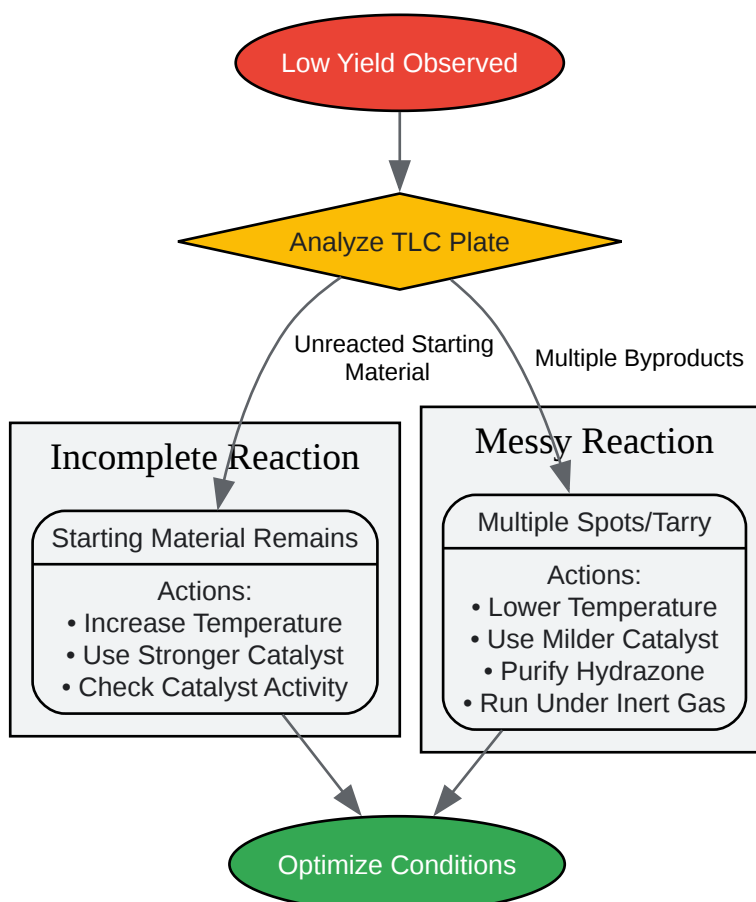 Low Yield Observed
Analyze TLC Plate
Unreacted Starting
Material
Multiple Byproducts
Incomplete Reaction
Starting Material Remains
Actions:
• Increase Temperature
• Use Stronger Catalyst
• Check Catalyst Activity
Messy Reaction
Multiple Spots/Tarry
Actions:
• Lower Temperature
• Use Milder Catalyst
• Purify Hydrazone
• Run Under Inert Gas
Optimize Conditions